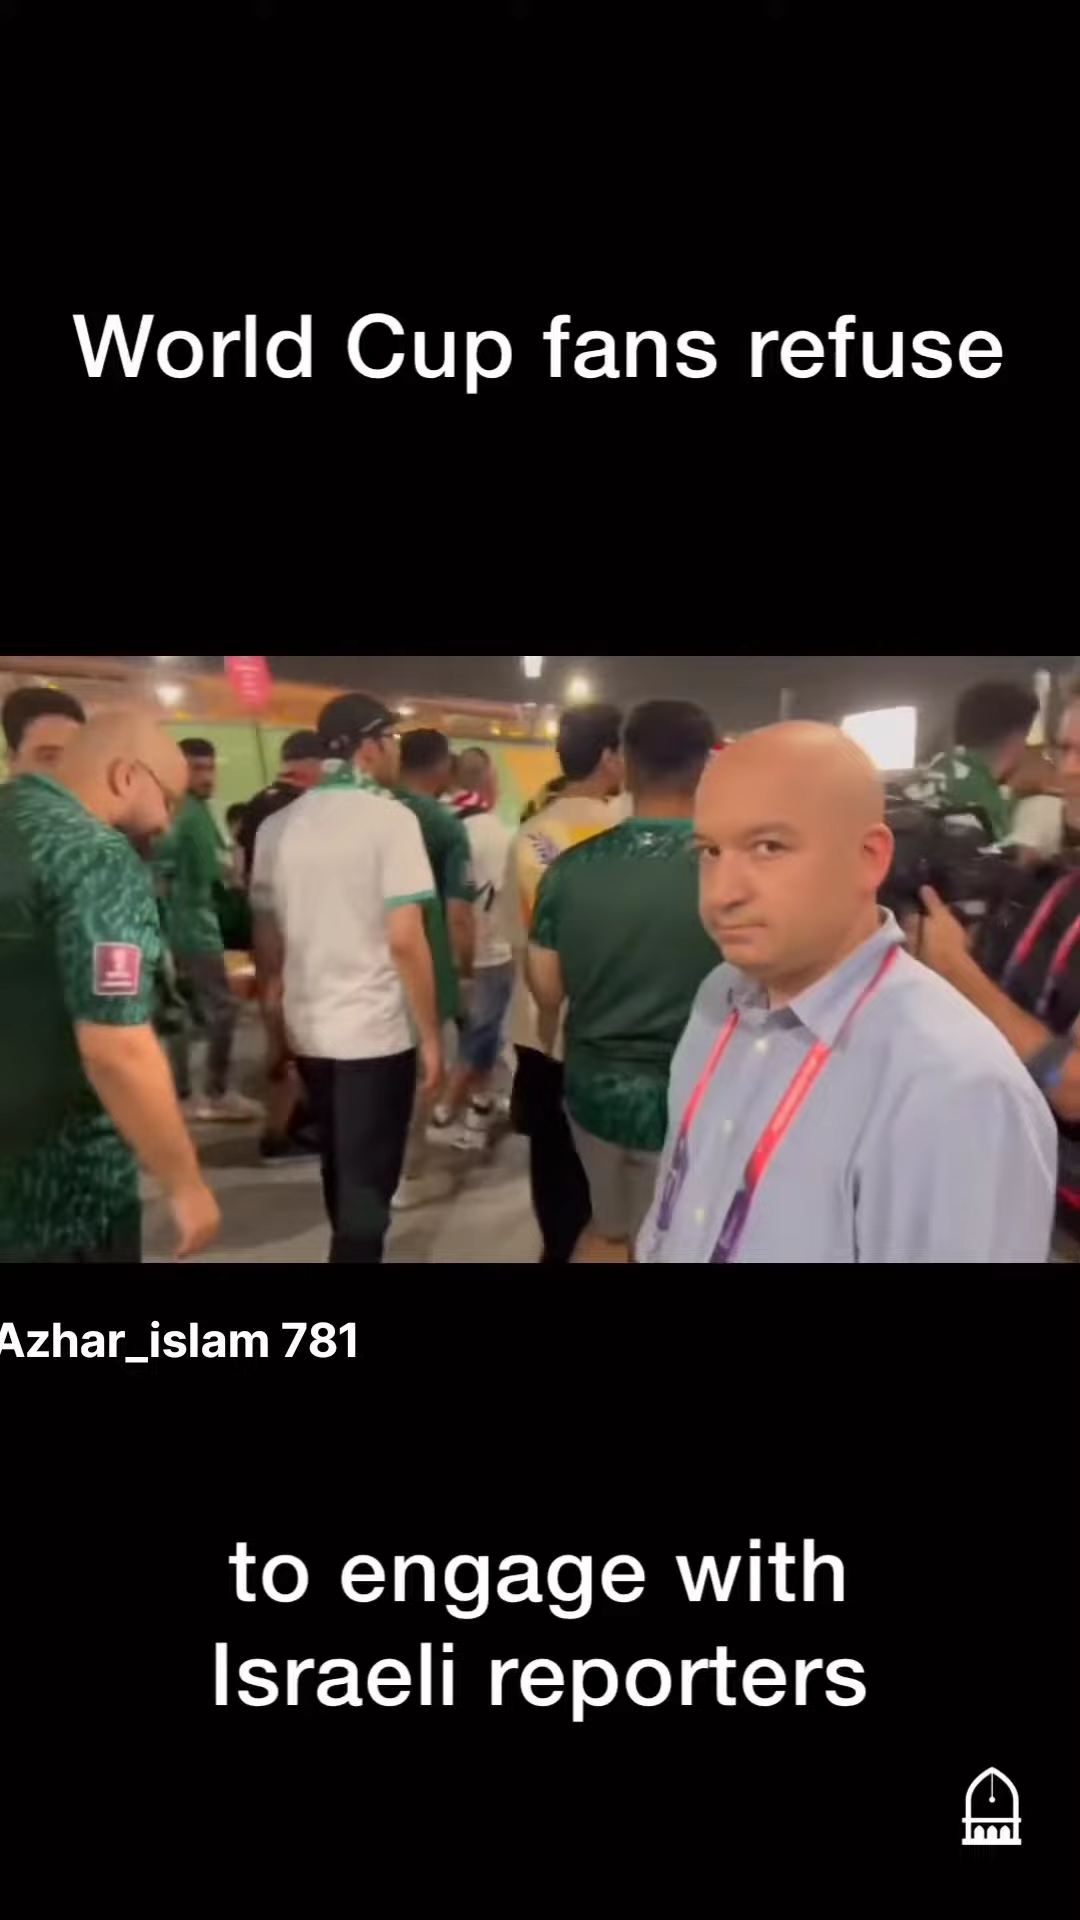 World Cup fans refuse
Azhar_islam 781
to engage with
Israeli reporters